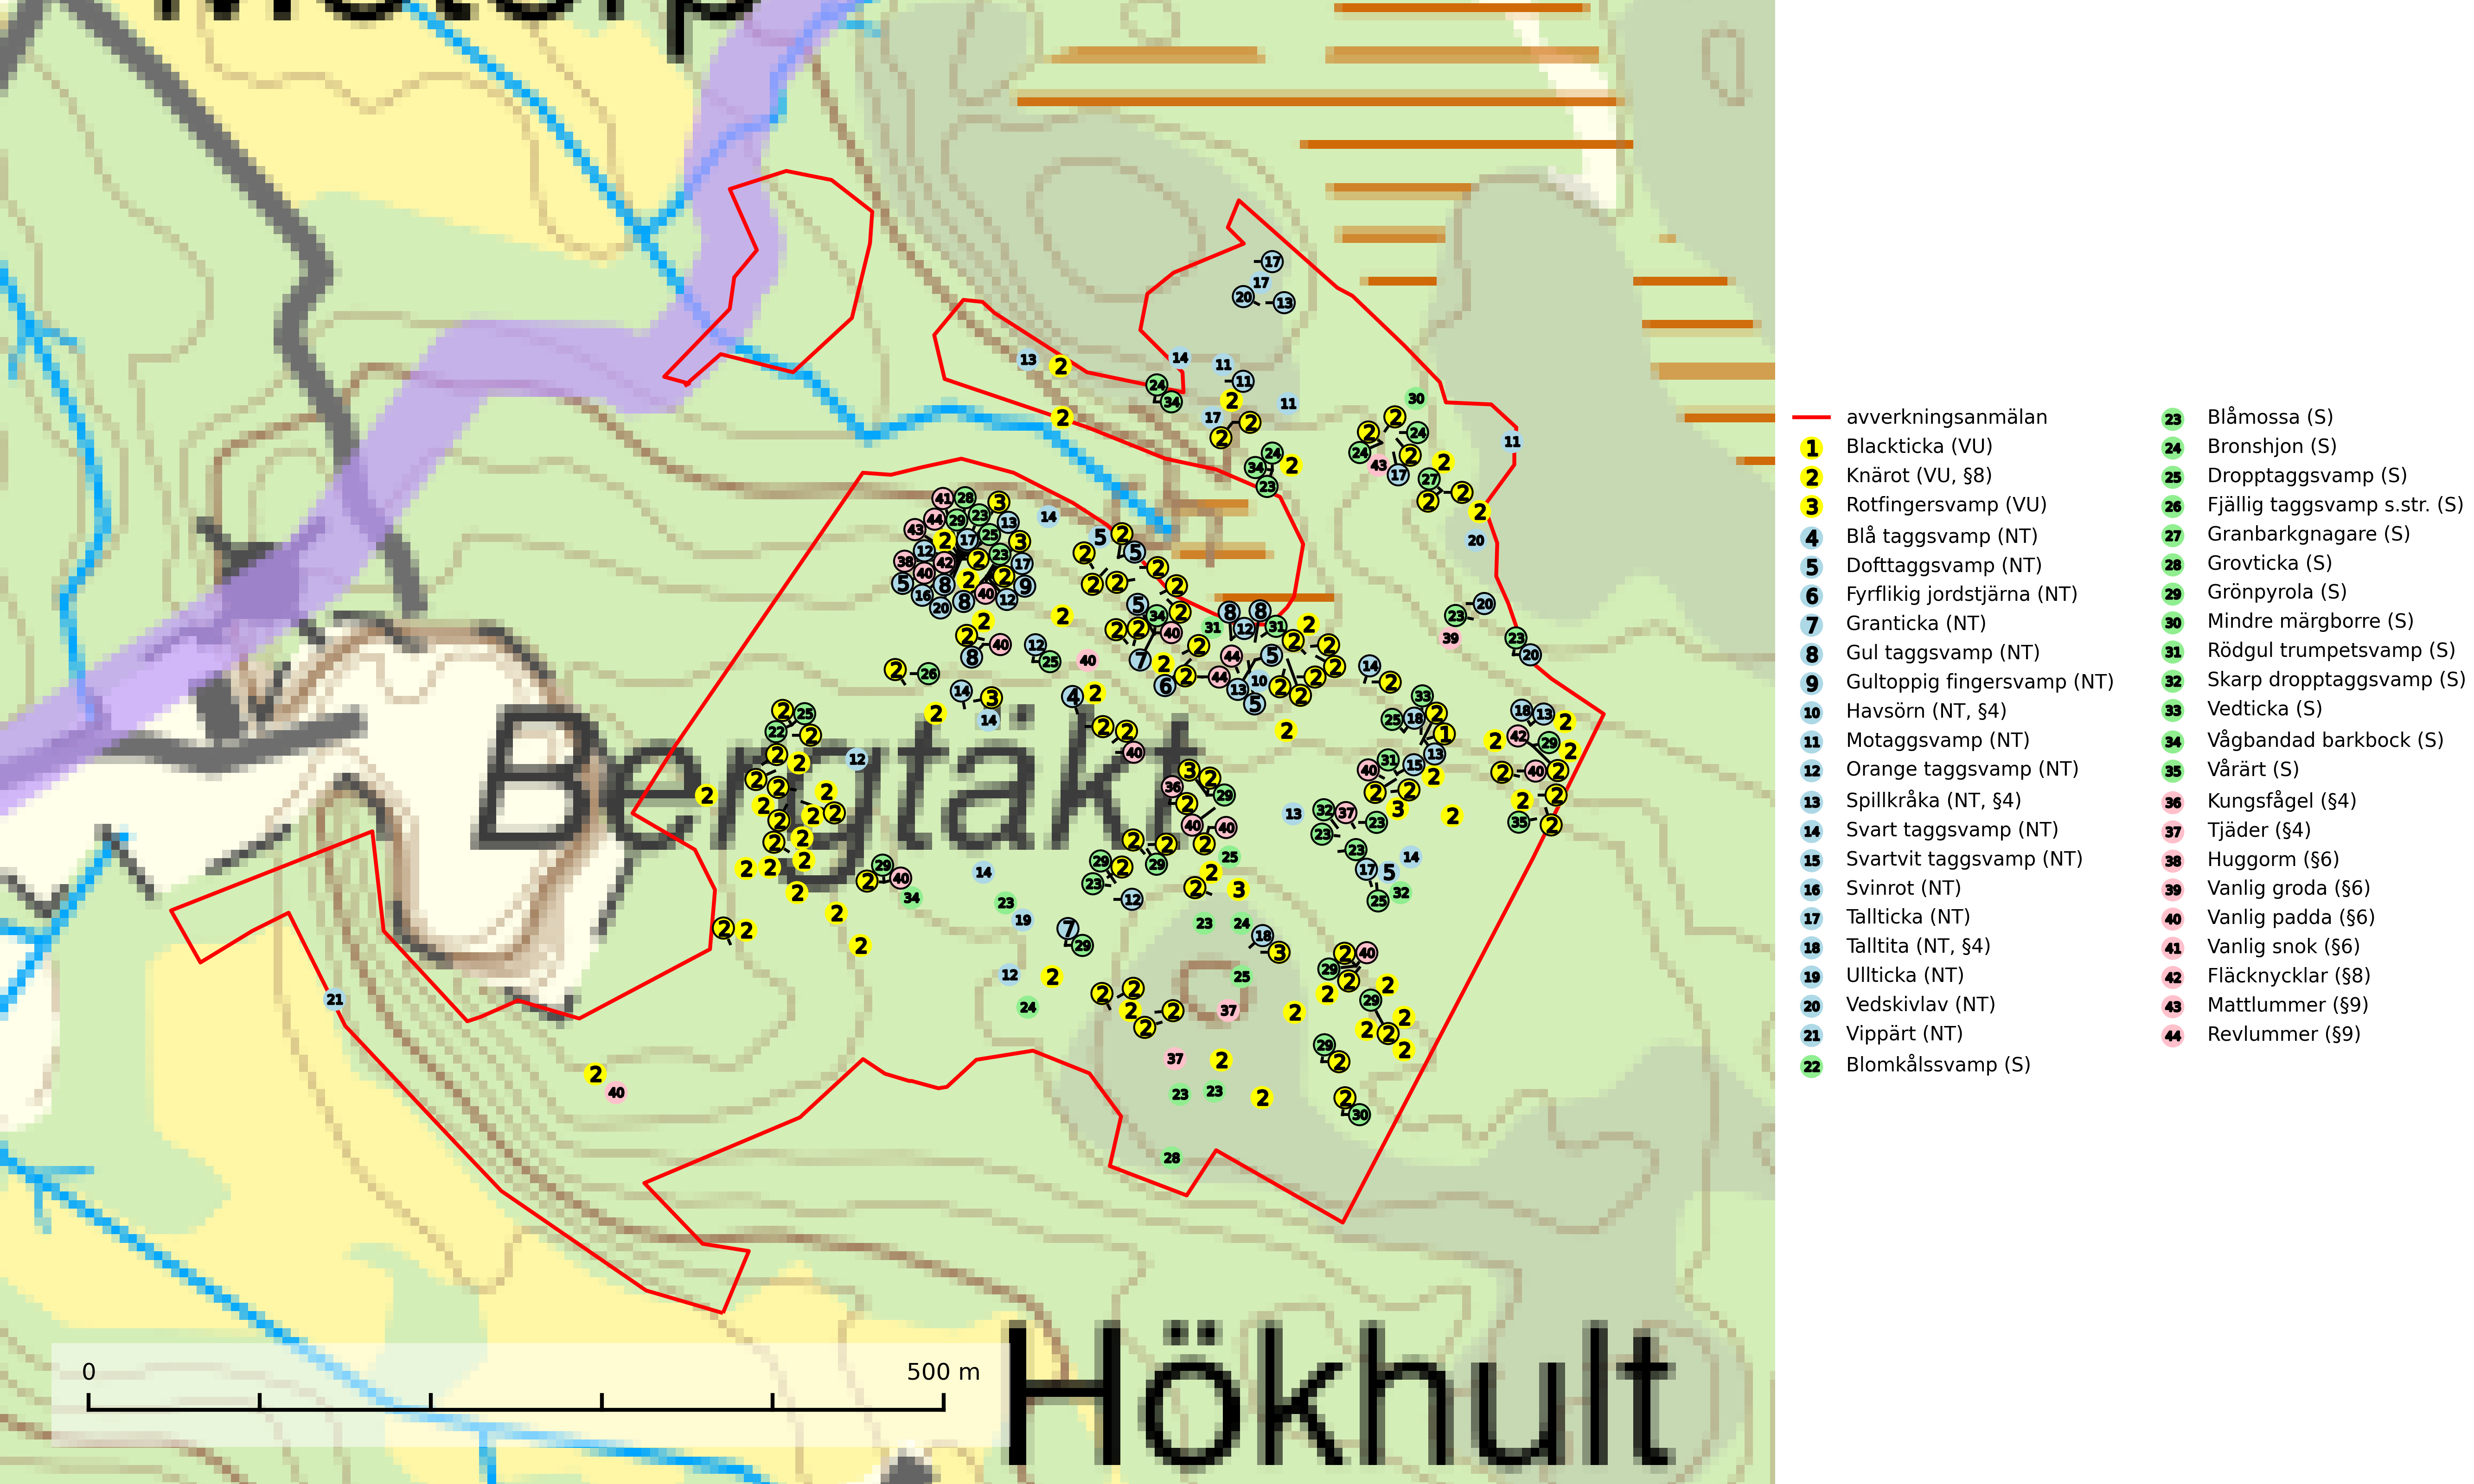 Bergtäkt
Hökhult
0 500 m
avverkningsanmälan
1 Blackticka (VU)
2 Knärot (VU, §8)
3 Rotfingersvamp (VU)
4 Blå taggsvamp (NT)
5 Dofttaggsvamp (NT)
6 Fyrflikig jordstjärna (NT)
7 Granticka (NT)
8 Gul taggsvamp (NT)
9 Gultoppig fingersvamp (NT)
10 Havsörn (NT, §4)
11 Motaggsvamp (NT)
12 Orange taggsvamp (NT)
13 Spillkråka (NT, §4)
14 Svart taggsvamp (NT)
15 Svartvit taggsvamp (NT)
16 Svinrot (NT)
17 Tallticka (NT)
18 Talltita (NT, §4)
19 Ullticka (NT)
20 Vedskivlav (NT)
21 Vippärt (NT)
22 Blomkålssvamp (S)
23 Blåmossa (S)
24 Bronshjon (S)
25 Dropptaggsvamp (S)
26 Fjällig taggsvamp s.str. (S)
27 Granbarkgnagare (S)
28 Grovticka (S)
29 Grönpyrola (S)
30 Mindre märgborre (S)
31 Rödgul trumpetsvamp (S)
32 Skarp dropptaggsvamp (S)
33 Vedticka (S)
34 Vågbandad barkbock (S)
35 Vårärt (S)
36 Kungsfågel (§4)
37 Tjäder (§4)
38 Huggorm (§6)
39 Vanlig groda (§6)
40 Vanlig padda (§6)
41 Vanlig snok (§6)
42 Fläcknycklar (§8)
43 Mattlummer (§9)
44 Revlummer (§9)